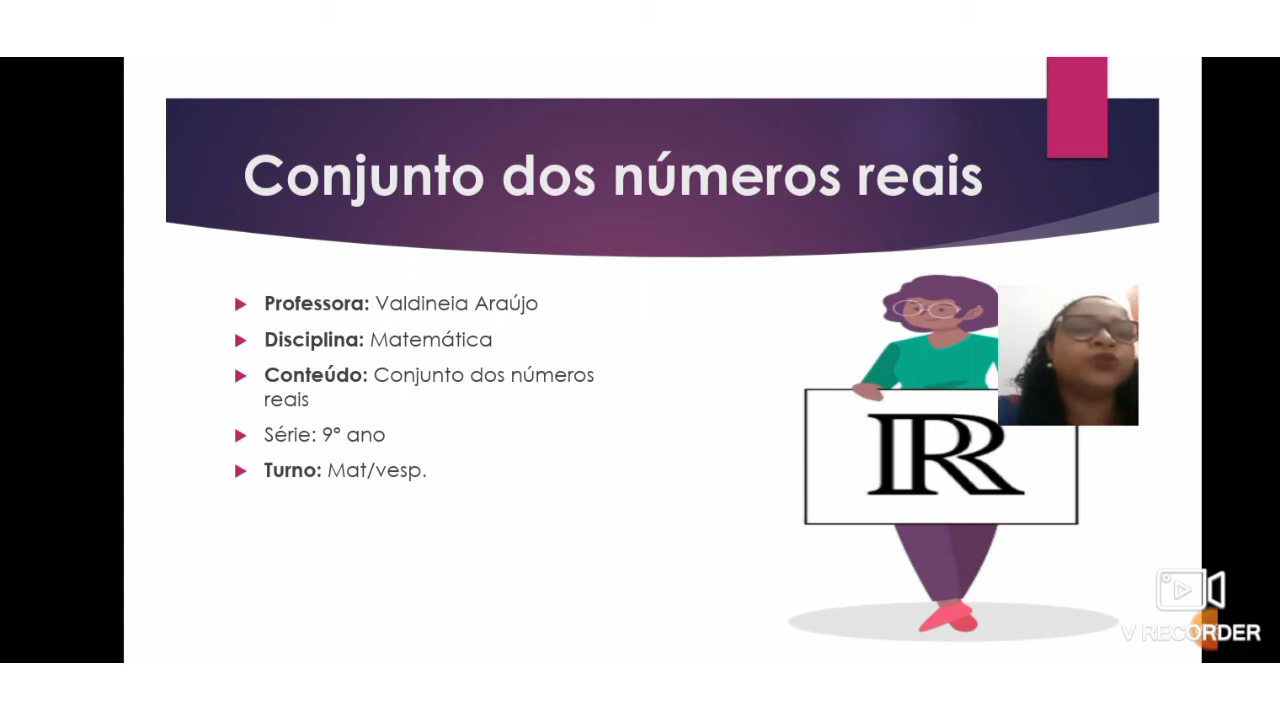 Conjunto dos números reais
Professora: Valdineia Araújo
Disciplina: Matemática
Conteúdo: Conjunto dos números
reais
Série: 9º ano
Turno: Mat/vesp.
R
V RECORDER